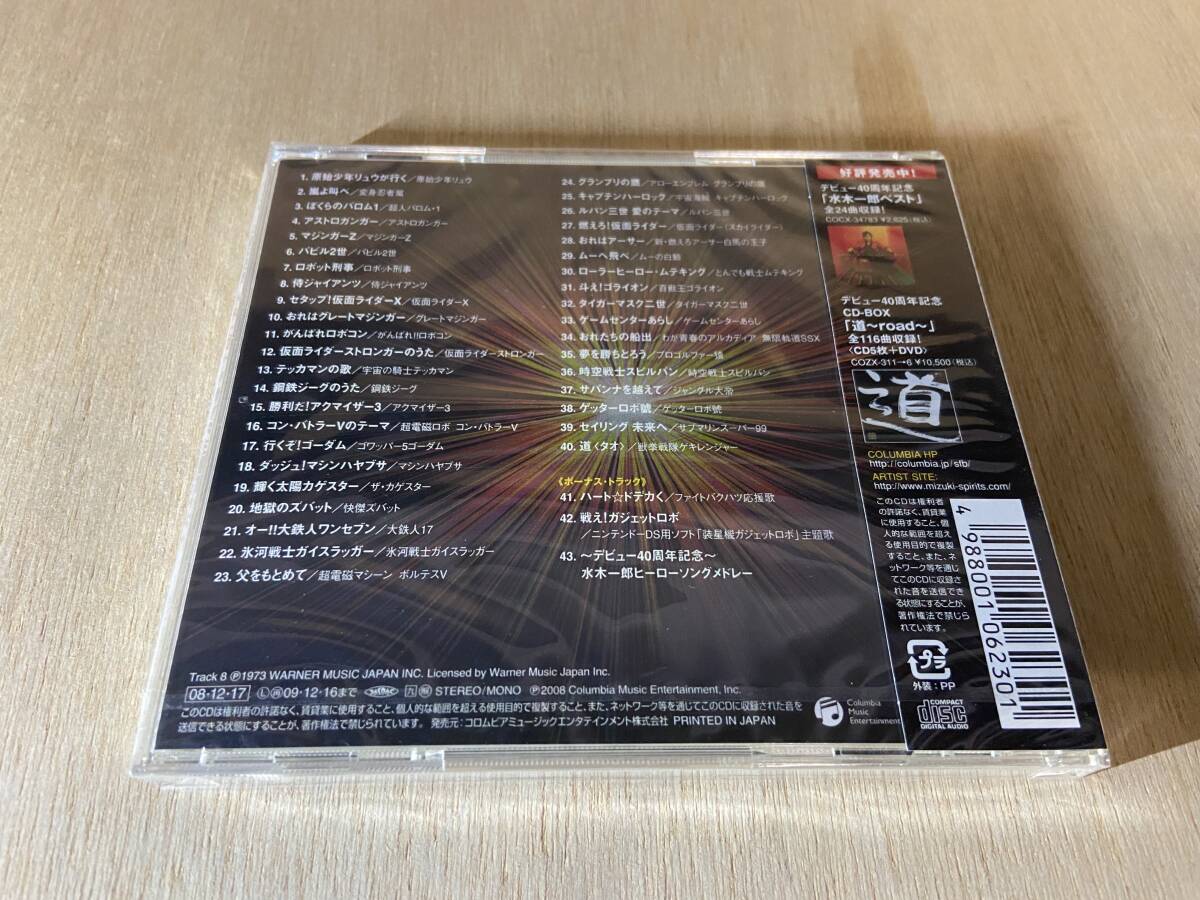 1. 原始少年リュウが行く/原始少年リュウ
2. 嵐よ叫べ/変身忍者嵐
3. ぼくらのバロム1/超人バロム・1
4. アストロガンガー/アストロガンガー
5. マジンガーZ/マジンガーZ
6. バビル2世/バビル2世
7. ロボット刑事/ロボット刑事
8. 侍ジャイアンツ/侍ジャイアンツ
9. セタップ!仮面ライダーX/仮面ライダーX
10. おれはグレートマジンガー/グレートマジンガー
11. がんばれロボコン/がんばれ!!ロボコン
12. 仮面ライダーストロンガーのうた/仮面ライダーストロンガー
13. テッカマンの歌/宇宙の騎士テッカマン
14. 鋼鉄ジーグのうた/鋼鉄ジーグ
15. 勝利だ!アクマイザー3/アクマイザー3
16. コン・バトラーVのテーマ/超電磁ロボ コン・バトラーV
17. 行くぞ!ゴーダム/ゴワッパー5ゴーダム
18. ダッシュ!マシンハヤブサ/マシンハヤブサ
19. 輝く太陽カゲスター/ザ・カゲスター
20. 地獄のズバット/快傑ズバット
21. オー!!大鉄人ワンセブン/大鉄人17
22. 氷河戦士ガイスラッガー/氷河戦士ガイスラッガー
23. 父をもとめて/超電磁マシーン ボルテスV
24. グランプリの鷹/アローエンブレム グランプリの鷹
25. キャプテンハーロック/宇宙海賊 キャプテンハーロック
26. ルパン三世 愛のテーマ/ルパン三世
27. 燃えろ!仮面ライダー/仮面ライダー(スカイライダー)
28. おれはアーサー/新・燃えろアーサー白馬の王子
29. ムーへ飛べ/ムーの白鯨
30. ローラーヒーロー・ムテキング/とんでも戦士ムテキング
31. 斗え!ゴライオン/百獣王ゴライオン
32. タイガーマスク二世/タイガーマスク二世
33. ゲームセンターあらし/ゲームセンターあらし
34. おれたちの船出/わが青春のアルカディア 無限軌道SSX
35. 夢を勝ちとろう/プロゴルファー猿
36. 時空戦士スピルバン/時空戦士スピルバン
37. サバンナを越えて/ジャングル大帝
38. ゲッターロボ號/ゲッターロボ號
39. セイリング 未来へ/サブマリンスーパー99
40. 道〈タオ〉/獣拳戦隊ゲキレンジャー
《ボーナス・トラック》
41. ハート☆ドデカく/ファイトバクハツ応援歌
42. 戦え!ガジェットロボ
/ニンテンドーDS用ソフト「装星機ガジェットロボ」主題歌
43. 〜デビュー40周年記念〜
水木一郎ヒーローソングメドレー
Track 8 ℗1973 WARNER MUSIC JAPAN INC. Licensed by Warner Music Japan Inc.
08・12・17 Ⓛ 09・12・16まで STEREO/MONO ℗2008 Columbia Music Entertainment, Inc.
このCDは権利者の許諾なく、賃貸業に使用すること、個人的な範囲を超える使用目的で複製すること、また、ネットワーク等を通じてこのCDに収録された音を
送信できる状態にすることが、著作権法で禁じられています。 発売元:コロムビアミュージックエンタテインメント株式会社 PRINTED IN JAPAN
Columbia
Music
Entertainment
好評発売中!
デビュー40周年記念
「水木一郎ベスト」
全24曲収録!
COCX-34783 ¥2,625(税込)
デビュー40周年記念
CD-BOX
「道〜road〜」
全116曲収録!
〈CD5枚+DVD〉
COZX-311→6 ¥10,500(税込)
道
COLUMBIA HP
http://columbia.jp/sfb/
ARTIST SITE:
http://www.mizuki-spirits.com/
このCDは権利者
の許諾なく、賃貸業
に使用すること、個
人的な範囲を超え
る使用目的で複製
すること、また、ネッ
トワーク等を通じ
てこのCDに収録さ
れた音を送信でき
る状態にすることが、
著作権法で禁じら
れています。
プラ
外装:PP
4 988001 062301
COMPACT
disc
DIGITAL AUDIO